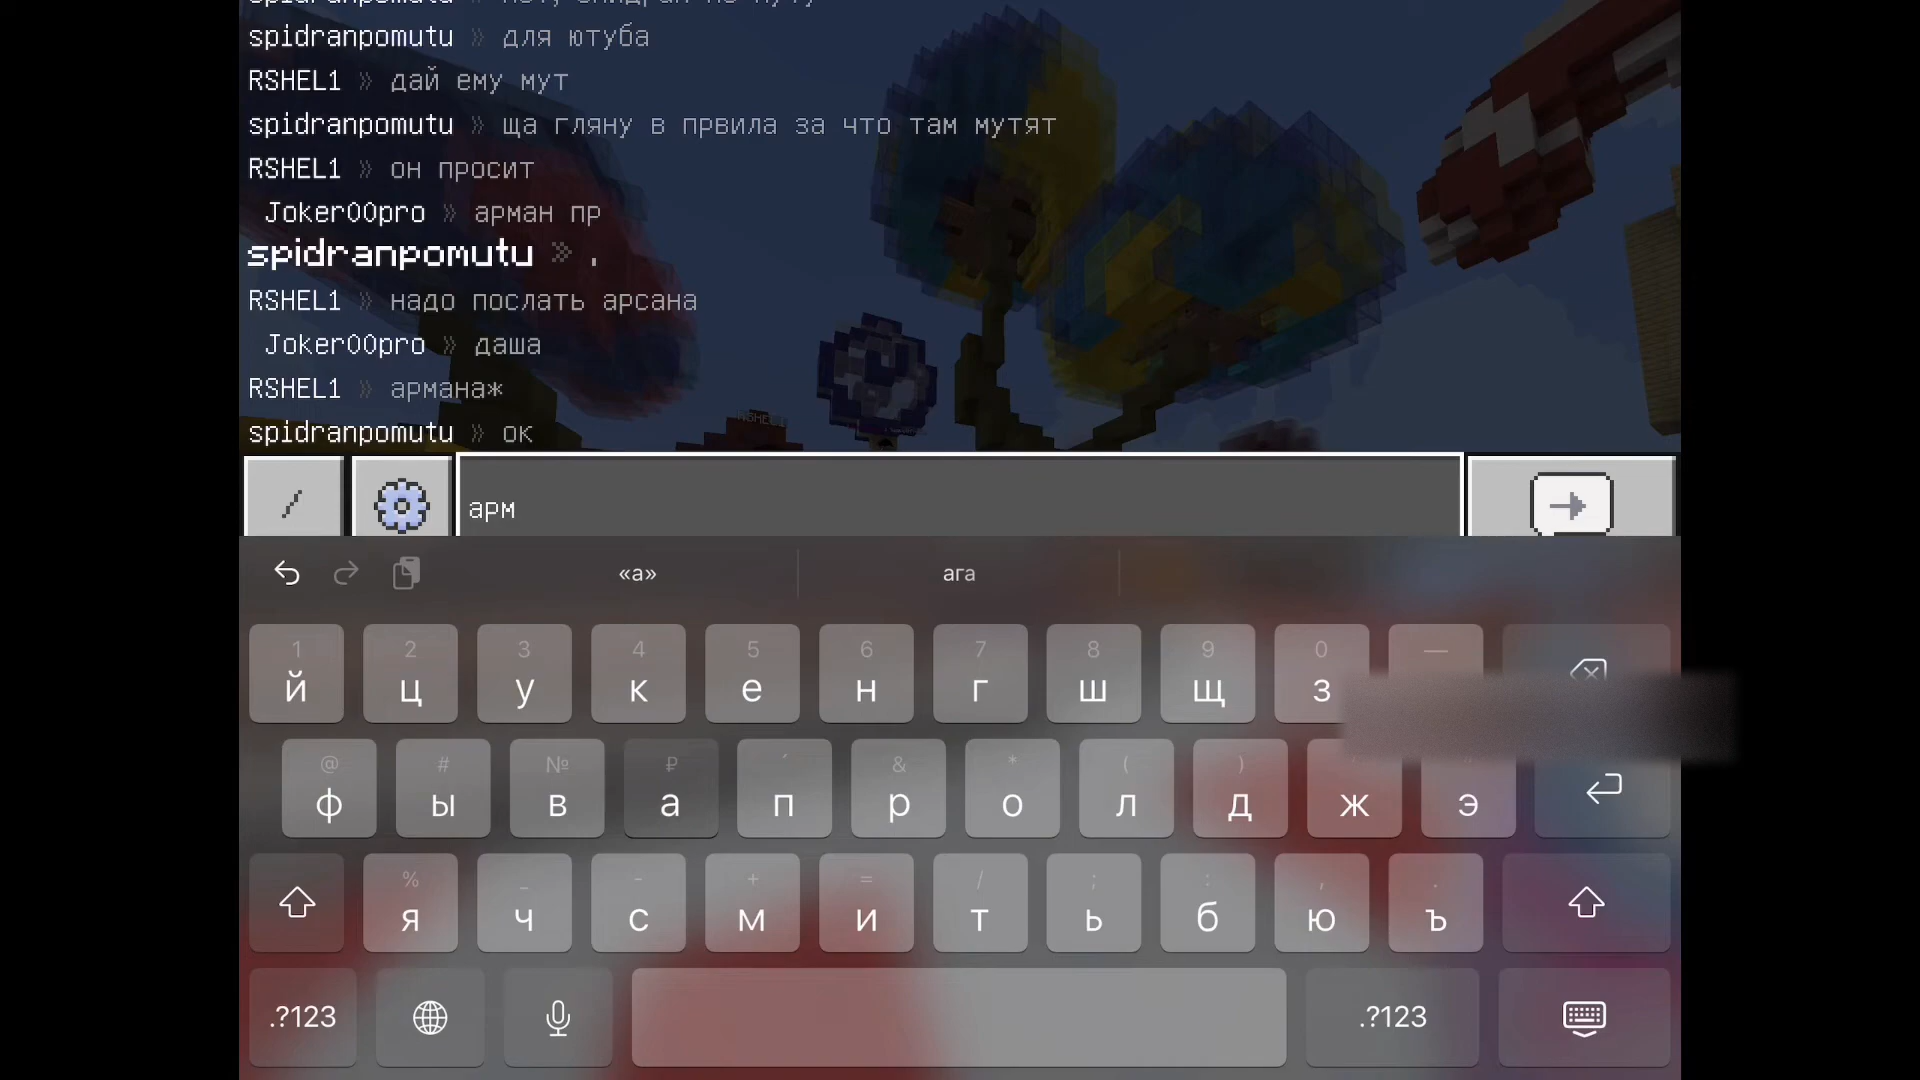 spidranpomutu » для ютуба
RSHEL1 » дай ему мут
spidranpomutu » ща гляну в првила за что там мутят
RSHEL1 » он просит
Joker00pro » арман пр
spidranpomutu » .
RSHEL1 » надо послать арсана
Joker00pro » даша
RSHEL1 » арманаж
spidranpomutu » ок
/ арм
«а» ага
1 2 3 4 5 6 7 8 9 0 —
й ц у к е н г ш щ з
@ # № ₽ ' & * ( ) "
ф ы в а п р о л д ж э
% _ - + = / ; : , .
я ч с м и т ь б ю ъ
.?123 .?123